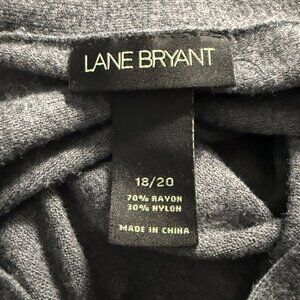 LANE BRYANT
18/20
70% RAYON
30% NYLON
MADE IN CHINA